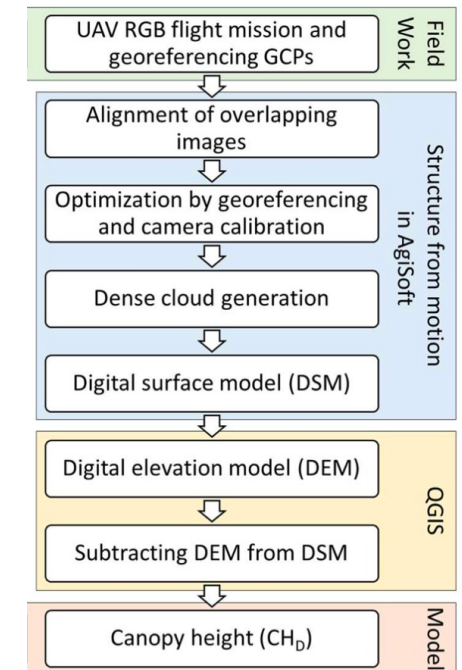 UAV RGB flight mission and
georeferencing GCPs
Field
Work
Alignment of overlapping
images
Optimization by georeferencing
and camera calibration
Dense cloud generation
Digital surface model (DSM)
Structure from motion
in AgiSoft
Digital elevation model (DEM)
Subtracting DEM from DSM
QGIS
Canopy height (CH_D)
Model